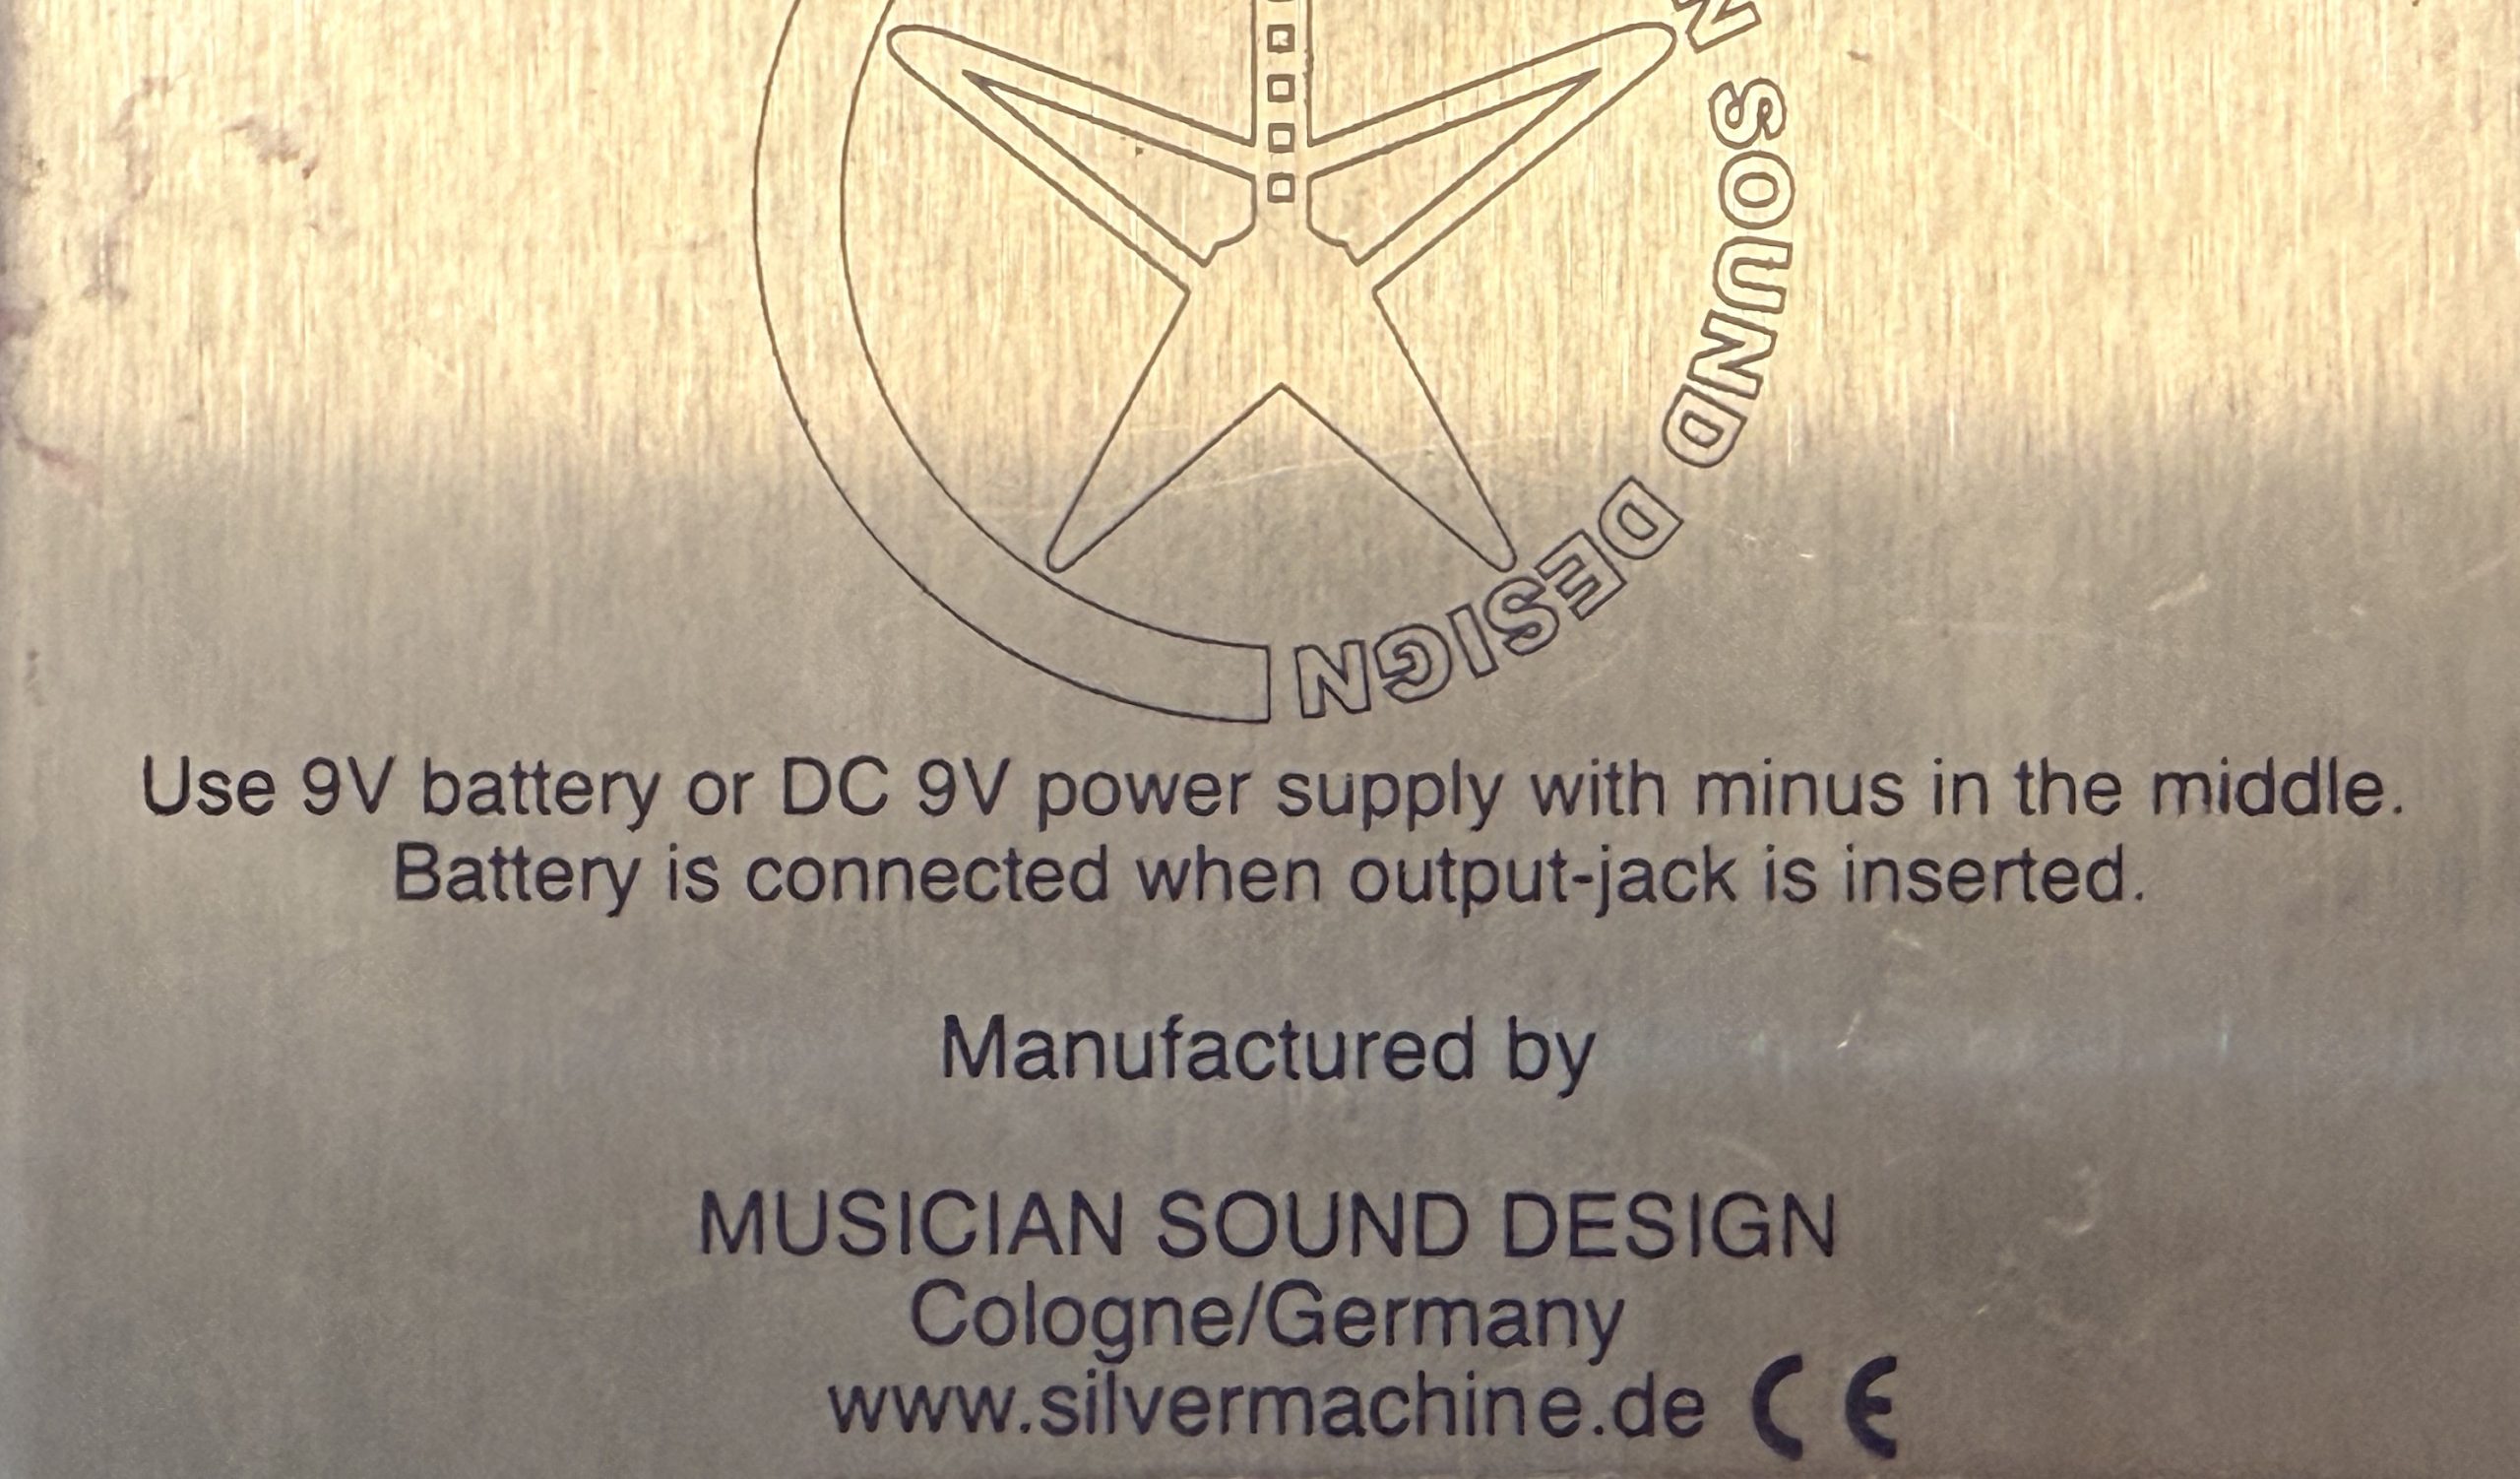 N SOUND DESIGN
Use 9V battery or DC 9V power supply with minus in the middle.
Battery is connected when output-jack is inserted.
Manufactured by
MUSICIAN SOUND DESIGN
Cologne/Germany
www.silvermachine.de CE